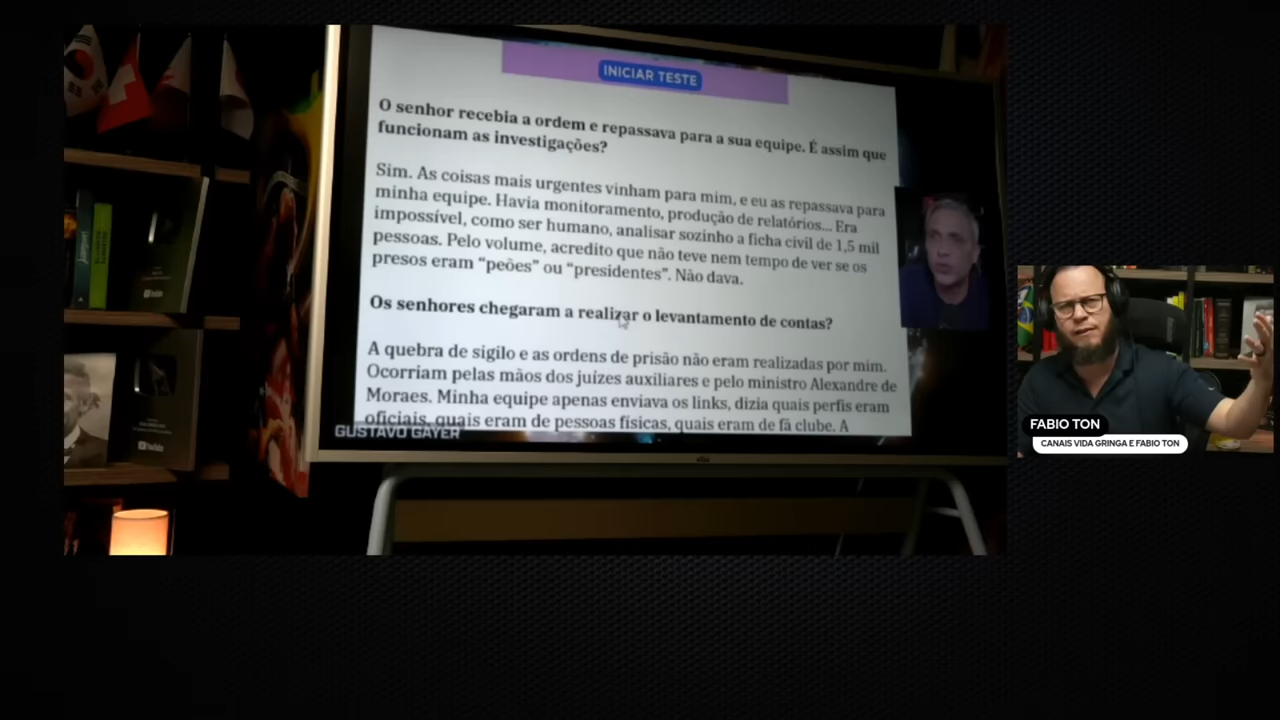 INICIAR TESTE
O senhor recebia a ordem e repassava para a sua equipe. É assim que
funcionam as investigações?
Sim. As coisas mais urgentes vinham para mim, e eu as repassava para
minha equipe. Havia monitoramento, produção de relatórios... Era
impossível, como ser humano, analisar sozinho a ficha civil de 1,5 mil
pessoas. Pelo volume, acredito que não teve nem tempo de ver se os
presos eram “peões” ou “presidentes”. Não dava.
Os senhores chegaram a realizar o levantamento de contas?
A quebra de sigilo e as ordens de prisão não eram realizadas por mim.
Ocorriam pelas mãos dos juízes auxiliares e pelo ministro Alexandre de
Moraes. Minha equipe apenas enviava os links, dizia quais perfis eram
oficiais, quais eram de pessoas físicas, quais eram de fã clube. A
GUSTAVO GAYER
FABIO TON
CANAIS VIDA GRINGA E FABIO TON